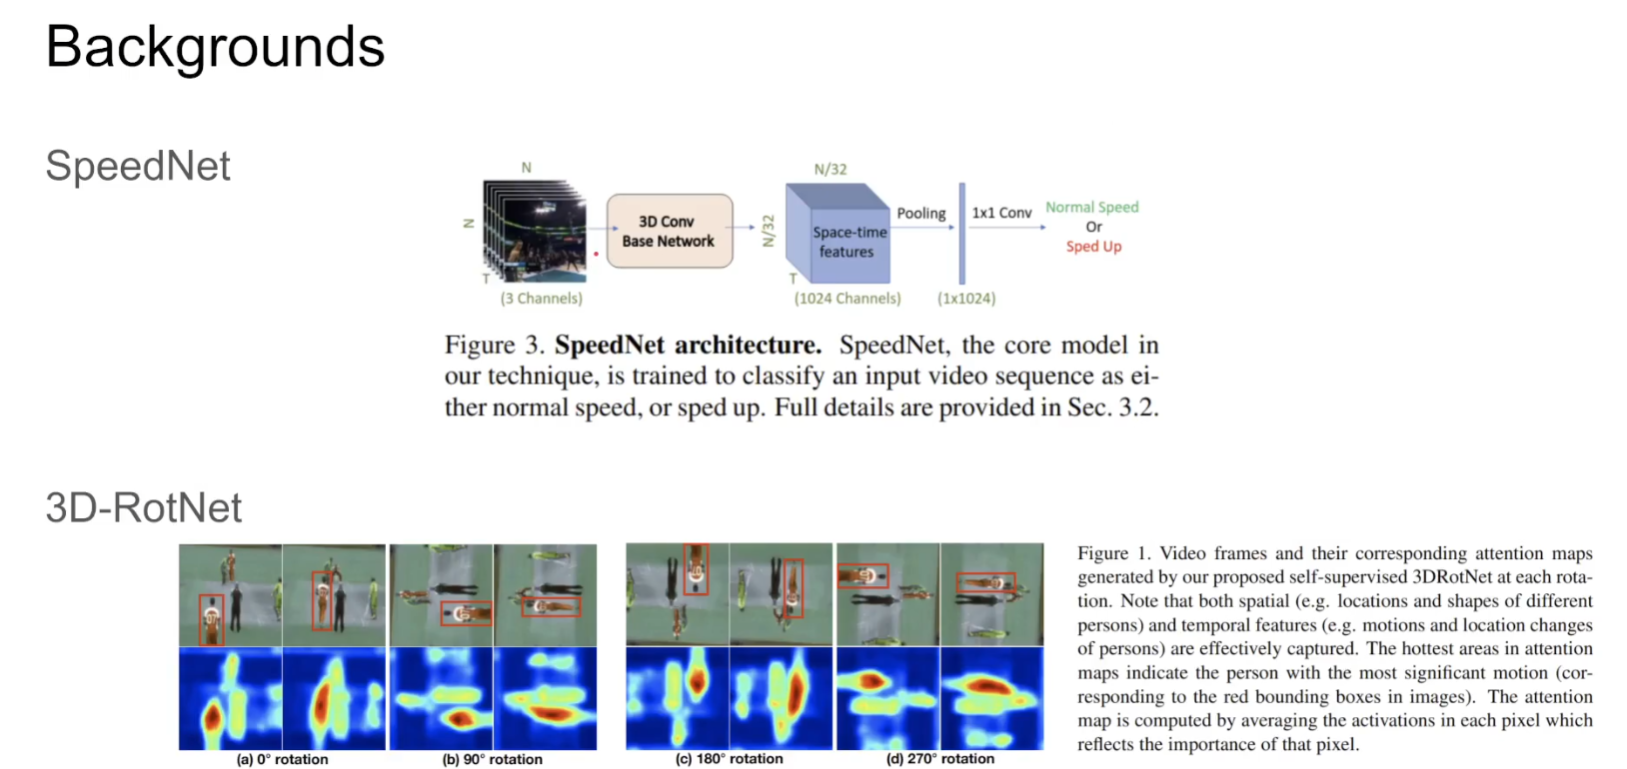 Backgrounds
SpeedNet
N
N
T
(3 Channels)
3D Conv
Base Network
N/32
N/32
T
Space-time
features
(1024 Channels)
Pooling
(1x1024)
1x1 Conv
Normal Speed
Or
Sped Up
Figure 3. SpeedNet architecture. SpeedNet, the core model in
our technique, is trained to classify an input video sequence as ei-
ther normal speed, or sped up. Full details are provided in Sec. 3.2.
3D-RotNet
(a) 0° rotation
(b) 90° rotation
(c) 180° rotation
(d) 270° rotation
Figure 1. Video frames and their corresponding attention maps
generated by our proposed self-supervised 3DRotNet at each rota-
tion. Note that both spatial (e.g. locations and shapes of different
persons) and temporal features (e.g. motions and location changes
of persons) are effectively captured. The hottest areas in attention
maps indicate the person with the most significant motion (cor-
responding to the red bounding boxes in images). The attention
map is computed by averaging the activations in each pixel which
reflects the importance of that pixel.